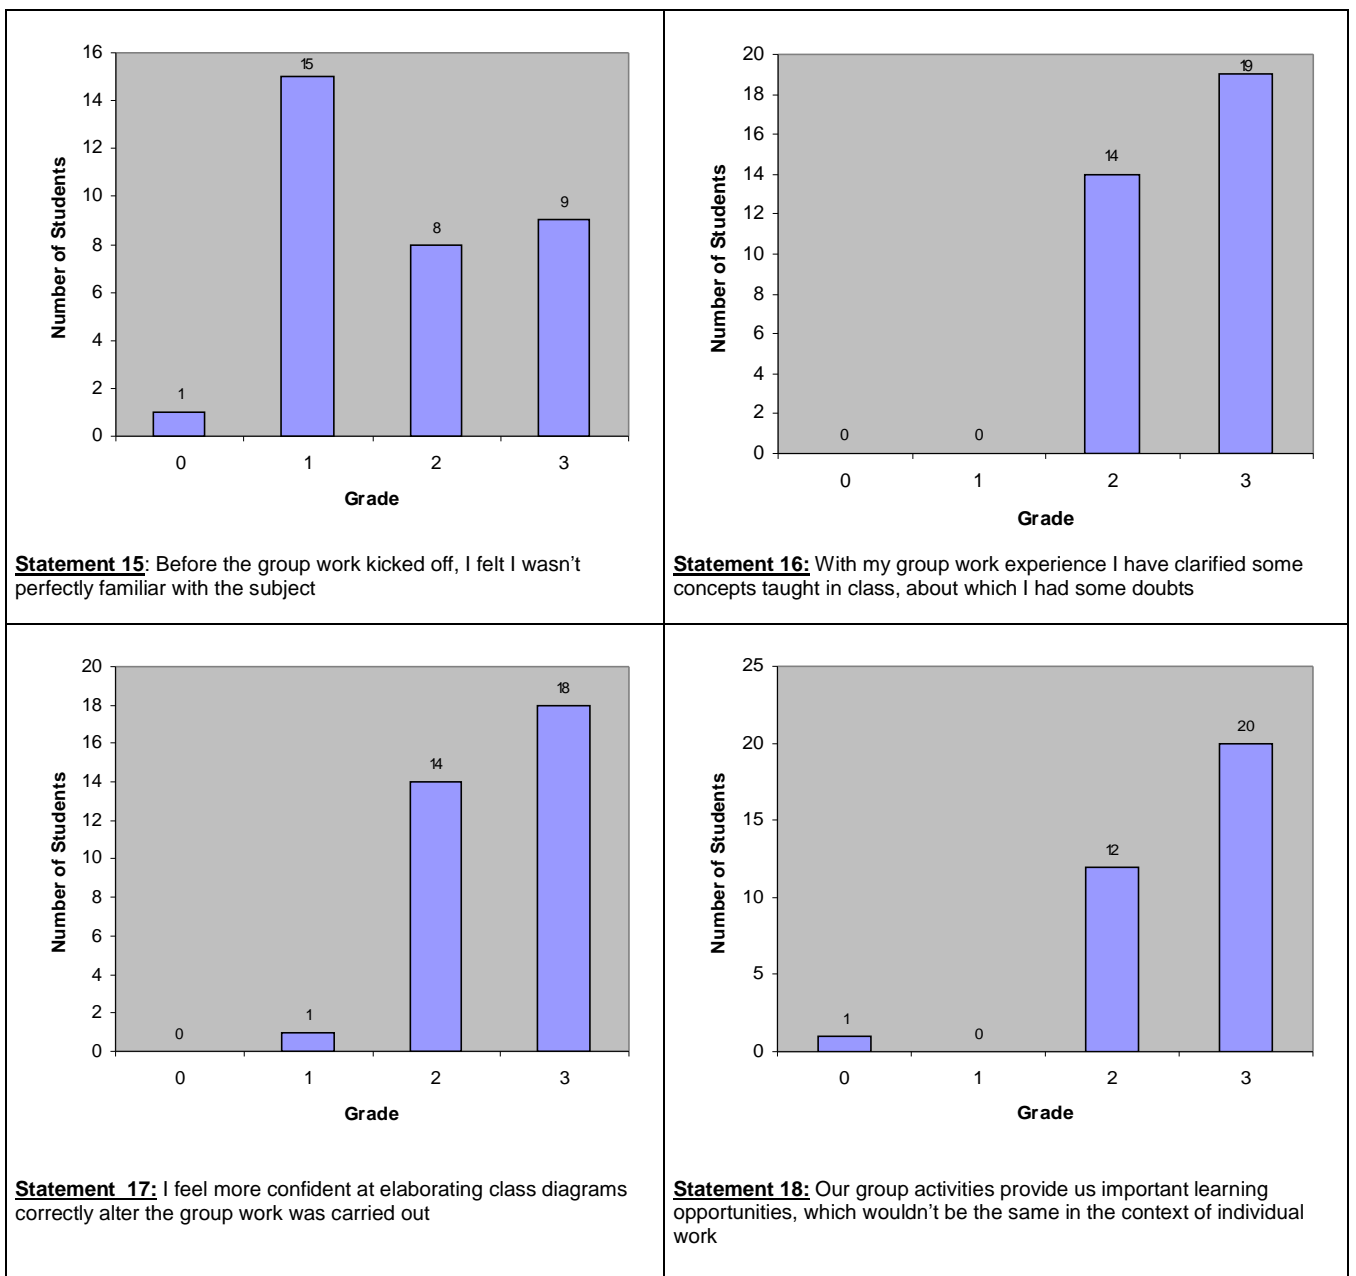 16
14
12
10
8
6
4
2
0
Number of Students
1
15
8
9
0 1 2 3
Grade
Statement 15: Before the group work kicked off, I felt I wasn't
perfectly familiar with the subject
20
18
16
14
12
10
8
6
4
2
0
Number of Students
0
0
14
19
0 1 2 3
Grade
Statement 16: With my group work experience I have clarified some
concepts taught in class, about which I had some doubts
20
18
16
14
12
10
8
6
4
2
0
Number of Students
0
1
14
18
0 1 2 3
Grade
Statement 17: I feel more confident at elaborating class diagrams
correctly alter the group work was carried out
25
20
15
10
5
0
Number of Students
1
0
12
20
0 1 2 3
Grade
Statement 18: Our group activities provide us important learning
opportunities, which wouldn't be the same in the context of individual
work